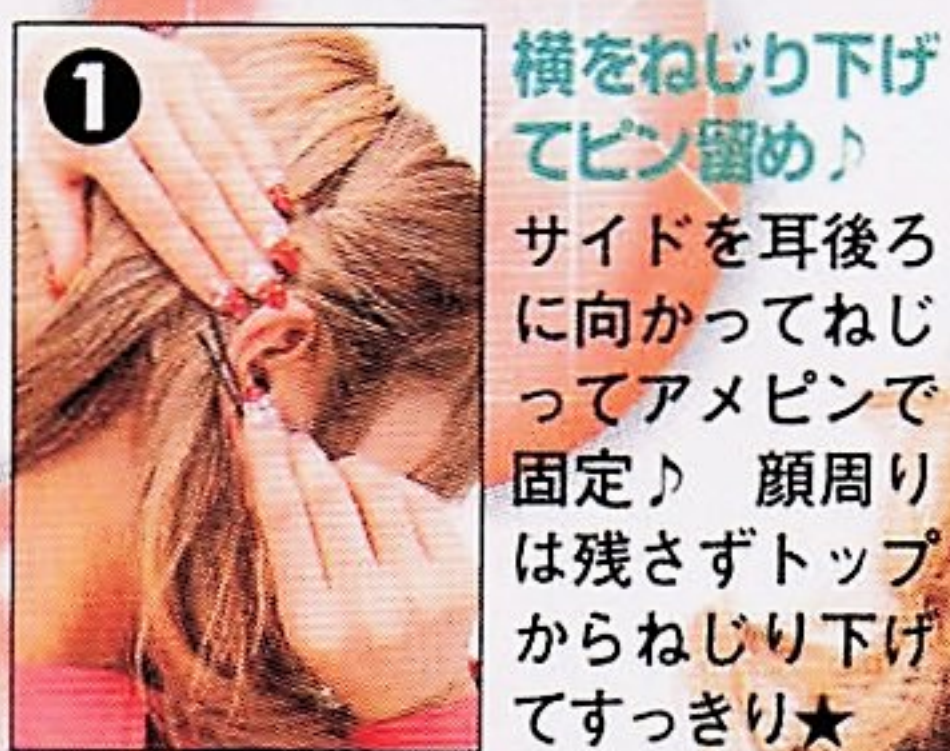 1
横をねじり下げ
てピン留め♪
サイドを耳後ろ
に向かってねじ
ってアメピンで
固定♪　顔周り
は残さずトップ
からねじり下げ
てすっきり★